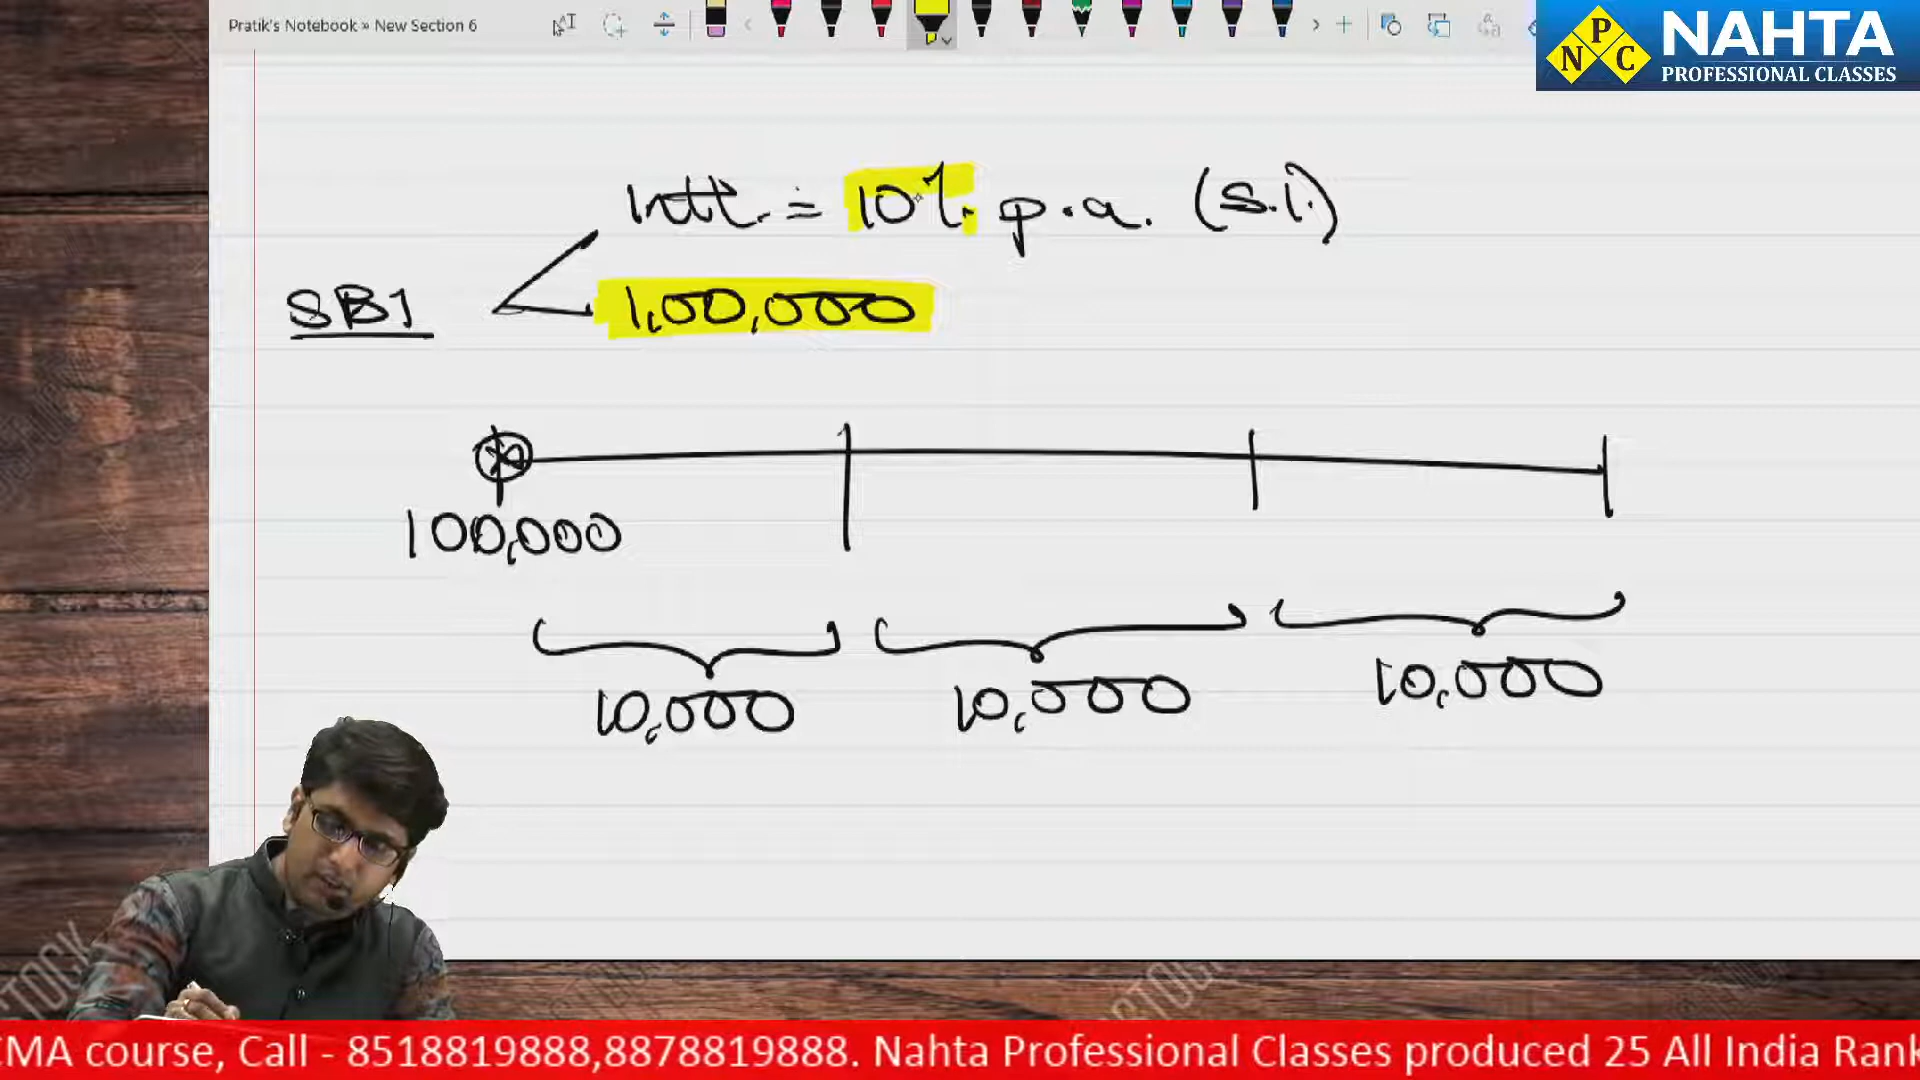 Pratik's Notebook » New Section 6
N P C
NAHTA
PROFESSIONAL CLASSES
Intt. = 10% p.a. (S.I.)
SBI
1,00,000
100,000
10,000 10,000 10,000
CMA course, Call - 8518819888,8878819888. Nahta Professional Classes produced 25 All India Rank